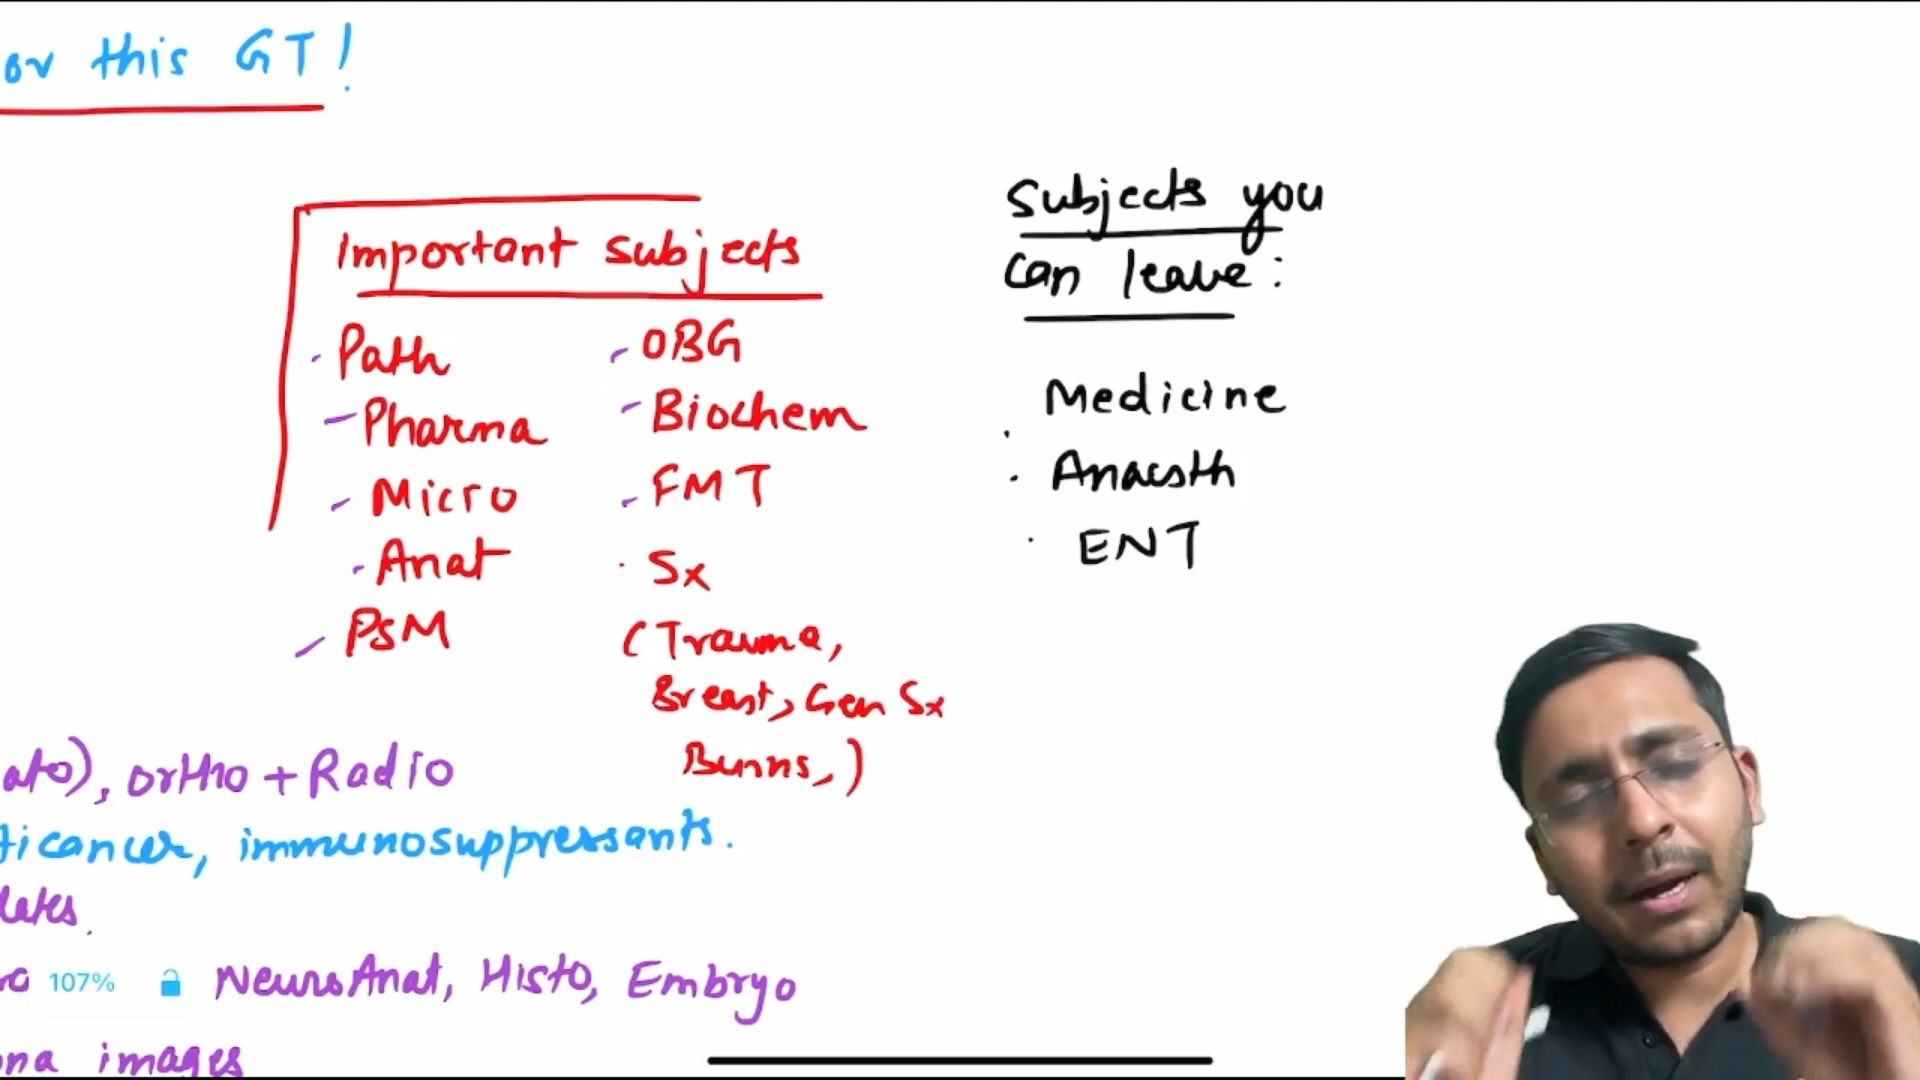 or this GT!
Important subjects
Path
Pharma
Micro
Anat
PSM
OBG
Biochem
FMT
Sx
(Trauma,
Breast, Gen Sx
Burns,)
Subjects you
can leave:
Medicine
Anaesth
ENT
ato), ortho + Radio
ticancer, immunosuppressants.
dates.
107% NeuroAnat, Histo, Embryo
na images